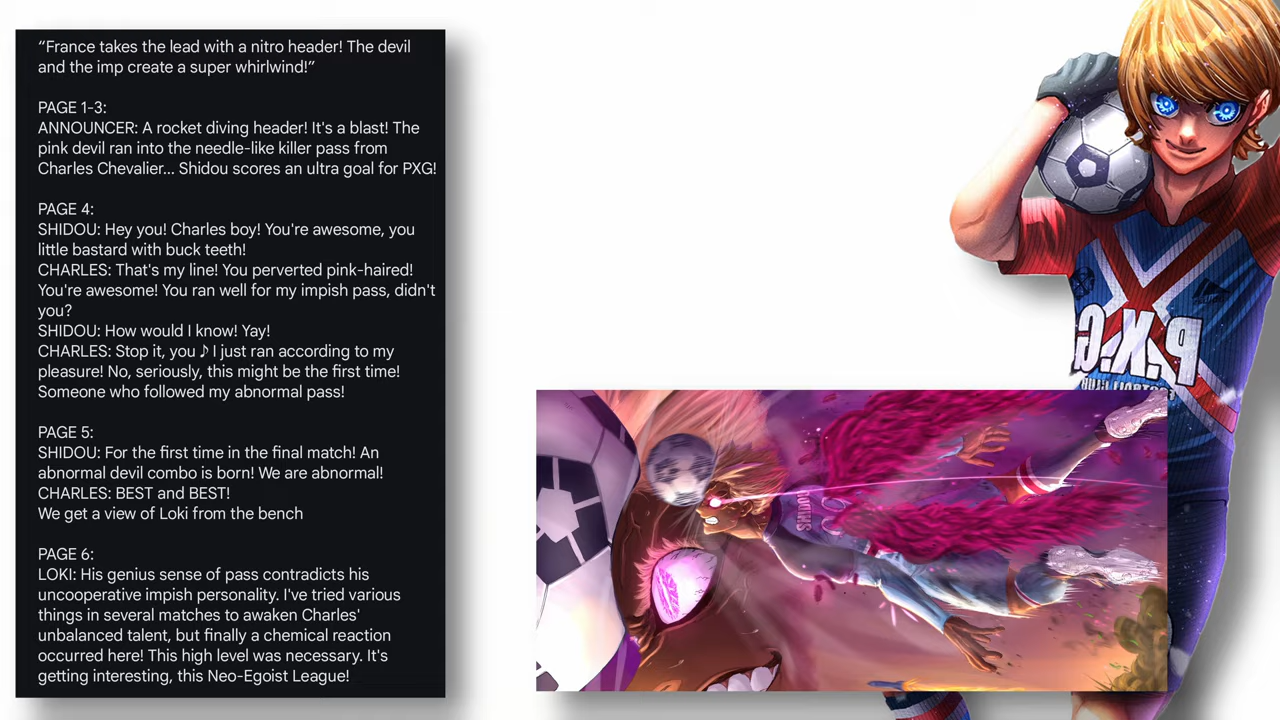 “France takes the lead with a nitro header! The devil
and the imp create a super whirlwind!”
PAGE 1-3:
ANNOUNCER: A rocket diving header! It's a blast! The
pink devil ran into the needle-like killer pass from
Charles Chevalier... Shidou scores an ultra goal for PXG!
PAGE 4:
SHIDOU: Hey you! Charles boy! You're awesome, you
little bastard with buck teeth!
CHARLES: That's my line! You perverted pink-haired!
You're awesome! You ran well for my impish pass, didn't
you?
SHIDOU: How would I know! Yay!
CHARLES: Stop it, you ♪ I just ran according to my
pleasure! No, seriously, this might be the first time!
Someone who followed my abnormal pass!
PAGE 5:
SHIDOU: For the first time in the final match! An
abnormal devil combo is born! We are abnormal!
CHARLES: BEST and BEST!
We get a view of Loki from the bench
PAGE 6:
LOKI: His genius sense of pass contradicts his
uncooperative impish personality. I've tried various
things in several matches to awaken Charles'
unbalanced talent, but finally a chemical reaction
occurred here! This high level was necessary. It's
getting interesting, this Neo-Egoist League!
P.X.G